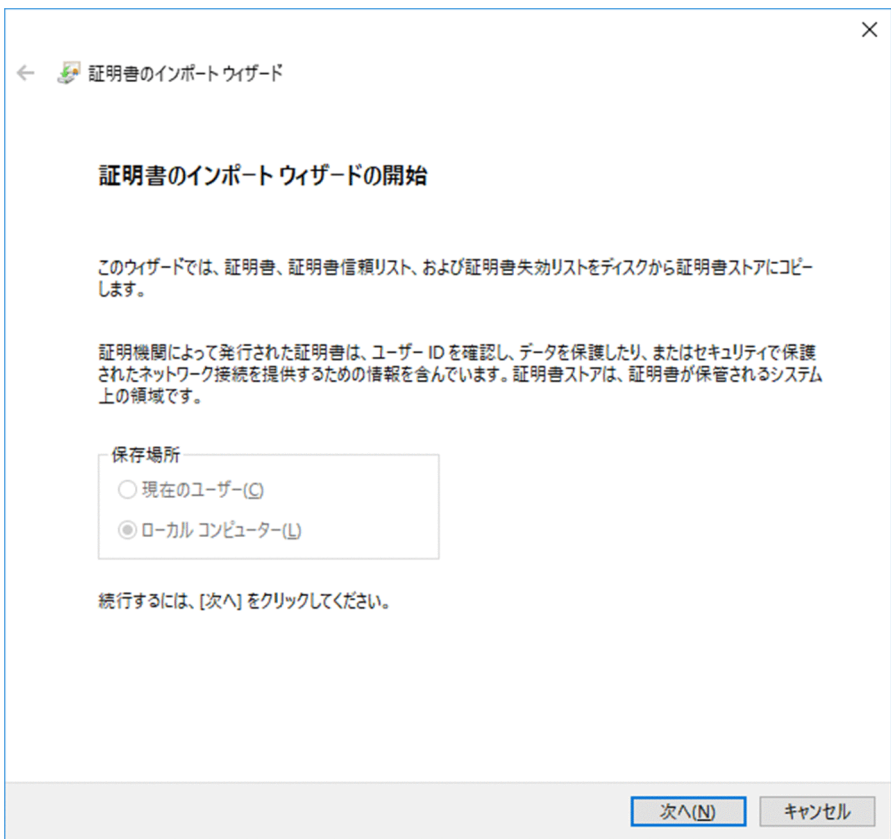 証明書のインポート ウィザード
証明書のインポート ウィザードの開始
このウィザードでは、証明書、証明書信頼リスト、および証明書失効リストをディスクから証明書ストアにコピー
します。
証明機関によって発行された証明書は、ユーザー ID を確認し、データを保護したり、またはセキュリティで保護
されたネットワーク接続を提供するための情報を含んでいます。証明書ストアは、証明書が保管されるシステム
上の領域です。
保存場所
現在のユーザー(C)
ローカル コンピューター(L)
続行するには、[次へ] をクリックしてください。
次へ(N)
キャンセル